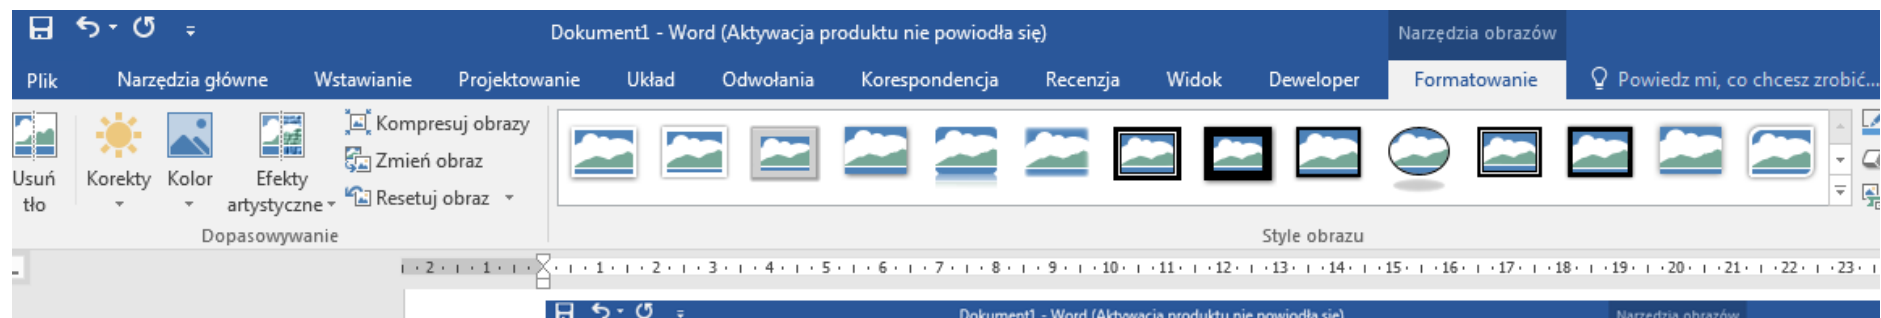 Dokument1 - Word (Aktywacja produktu nie powiodła się) Narzędzia obrazów
Plik Narzędzia główne Wstawianie Projektowanie Układ Odwołania Korespondencja Recenzja Widok Deweloper Formatowanie Powiedz mi, co chcesz zrobić...
Usuń tło
Korekty
Kolor
Efekty artystyczne
Kompresuj obrazy
Zmień obraz
Resetuj obraz
Dopasowywanie
Style obrazu
2 1 1 2 3 4 5 6 7 8 9 10 11 12 13 14 15 16 17 18 19 20 21 22 23
Dokument1 - Word (Aktywacja produktu nie powiodła się) Narzędzia obrazów